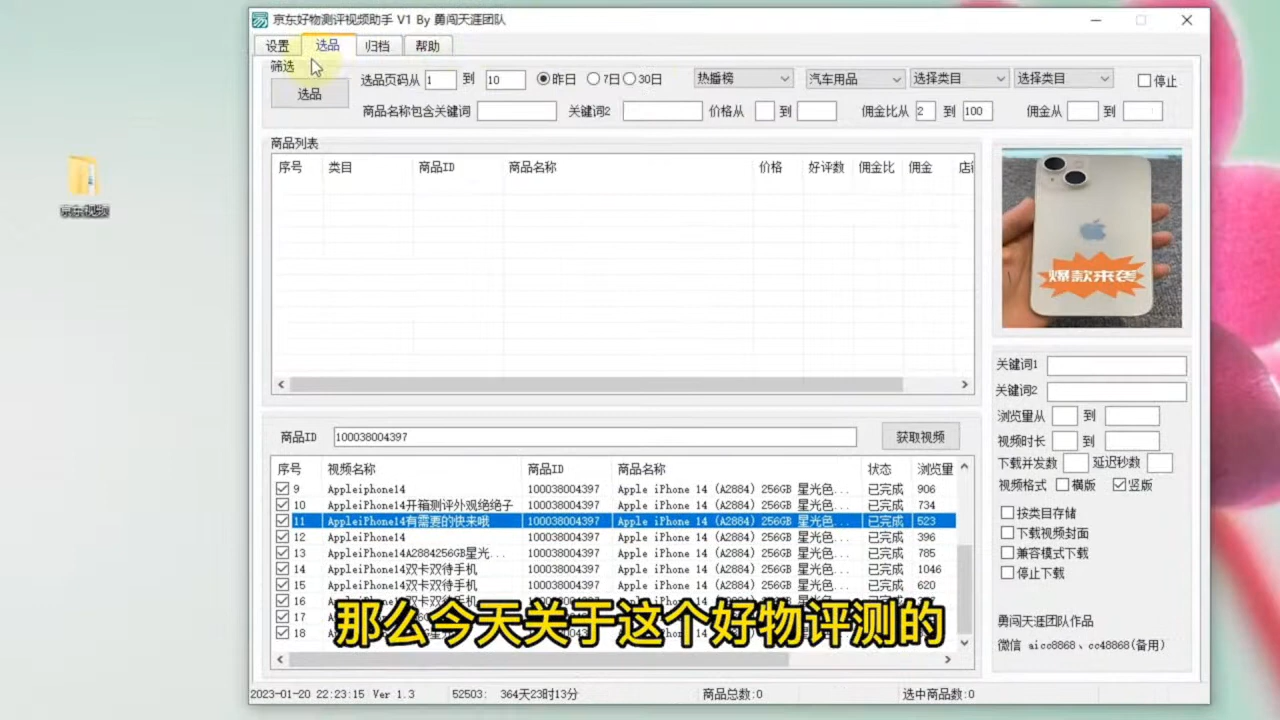 京东好物测评视频助手 V1 By 勇闯天涯团队
设置 选品 归档 帮助
筛选
选品 选品页码从 1 到 10 昨日 7日 30日 热播榜 汽车用品 选择类目 选择类目 停止
商品名称包含关键词 关键词2 价格从 到 佣金比从 2 到 100 佣金从 到
商品列表
序号 类目 商品ID 商品名称 价格 好评数 佣金比 佣金
京东视频
爆款来袭
关键词1
关键词2
浏览量从 到
视频时长 到
下载并发数 延迟秒数
视频格式 横版 竖版
按类目存储
下载视频封面
兼容模式下载
停止下载
勇闯天涯团队作品
微信 aicc8868、cc48868(备用)
商品ID 100038004397 获取视频
序号 视频名称 商品ID 商品名称 状态 浏览量
9 Appleiphone14 100038004397 Apple iPhone 14 (A2884) 256GB 星光色... 已完成 906
10 AppleiPhone14开箱测评外观绝绝子 100038004397 Apple iPhone 14 (A2884) 256GB 星光色... 已完成 734
11 AppleiPhone14有需要的快来哦 100038004397 Apple iPhone 14 (A2884) 256GB 星光色... 已完成 523
12 AppleiPhone14 100038004397 Apple iPhone 14 (A2884) 256GB 星光色... 已完成 396
13 AppleiPhone14A2884256GB星光... 100038004397 Apple iPhone 14 (A2884) 256GB 星光色... 已完成 785
14 AppleiPhone14双卡双待手机 100038004397 Apple iPhone 14 (A2884) 256GB 星光色... 已完成 1046
15 AppleiPhone14双卡双待手机 100038004397 Apple iPhone 14 (A2884) 256GB 星光色... 已完成 620
16
17
18
那么今天关于这个好物评测的
2023-01-20 22:23:15 Ver 1.3 52503: 364天23时13分 商品总数:0 选中商品数:0